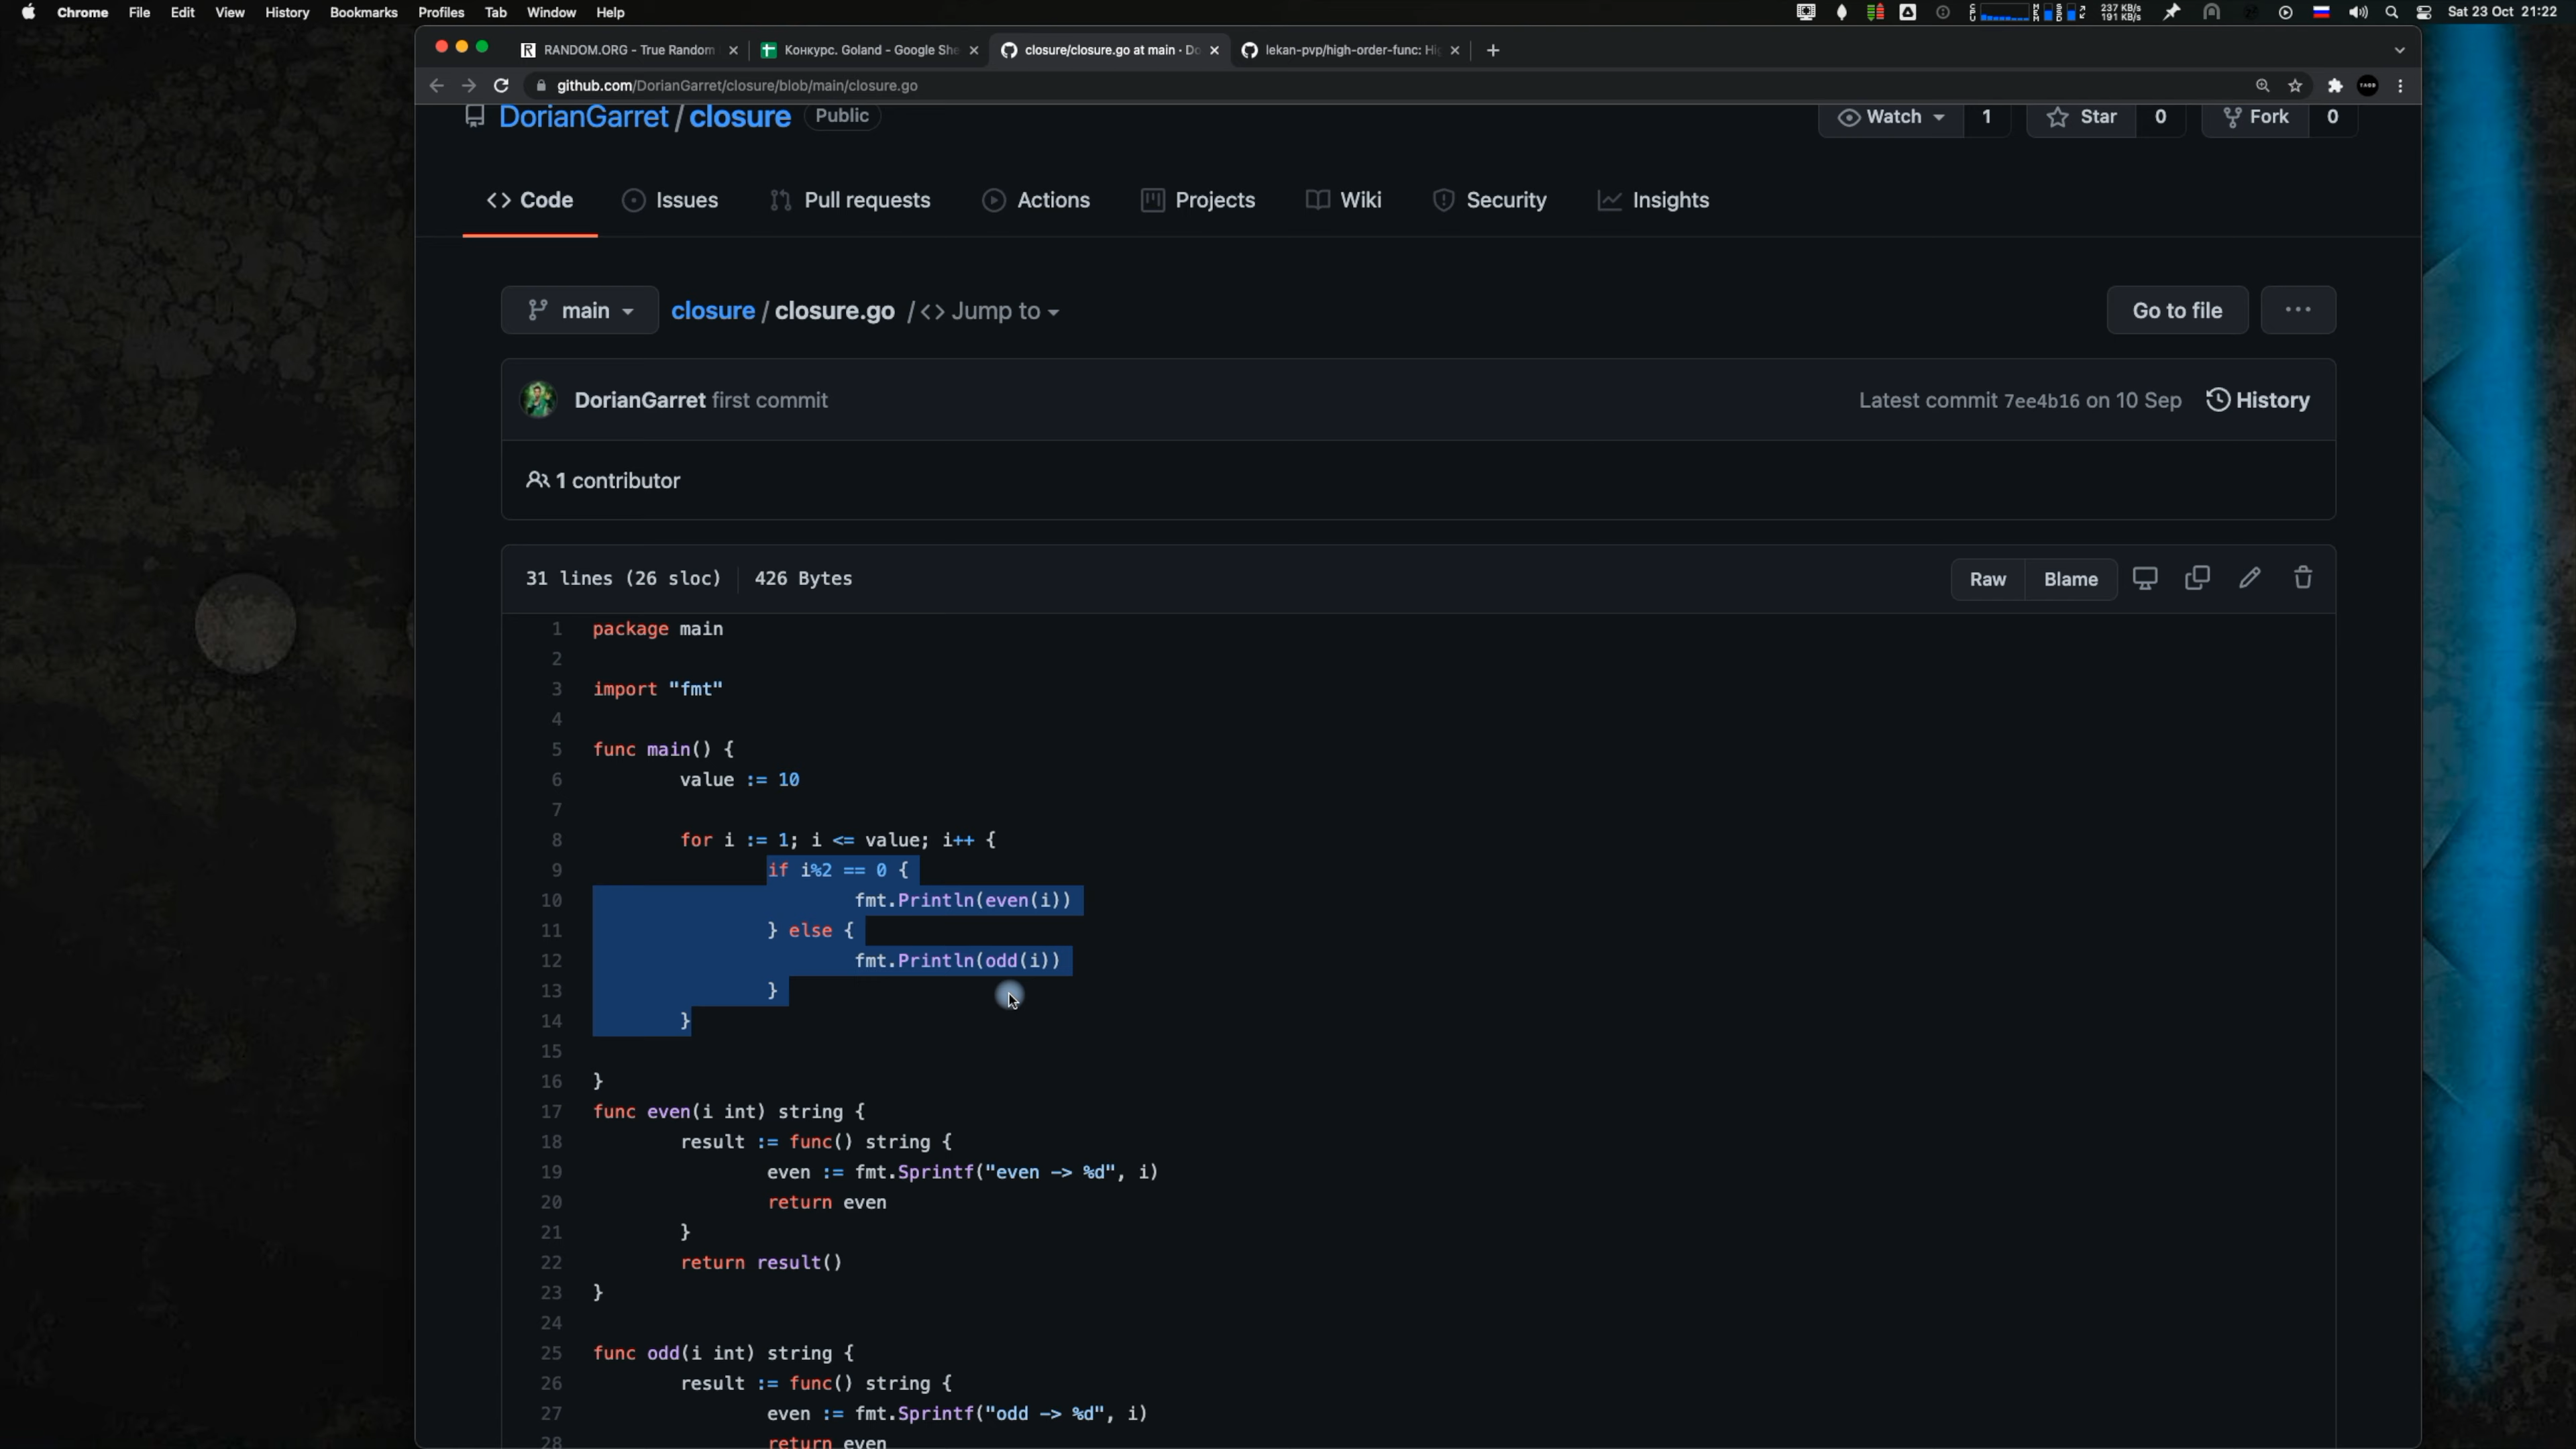 Chrome File Edit View History Bookmarks Profiles Tab Window Help 237 KB/s 191 KB/s Sat 23 Oct 21:22
RANDOM.ORG - True Random Конкурс. Goland - Google She closure/closure.go at main · Do lekan-pvp/high-order-func: Hi
github.com/DorianGarret/closure/blob/main/closure.go
DorianGarret / closure Public Watch 1 Star 0 Fork 0
<> Code Issues Pull requests Actions Projects Wiki Security Insights
main closure / closure.go / <> Jump to Go to file ...
DorianGarret first commit Latest commit 7ee4b16 on 10 Sep History
1 contributor
31 lines (26 sloc) 426 Bytes Raw Blame
1 package main
2
3 import "fmt"
4
5 func main() {
6 value := 10
7
8 for i := 1; i <= value; i++ {
9 if i%2 == 0 {
10 fmt.Println(even(i))
11 } else {
12 fmt.Println(odd(i))
13 }
14 }
15
16 }
17 func even(i int) string {
18 result := func() string {
19 even := fmt.Sprintf("even -> %d", i)
20 return even
21 }
22 return result()
23 }
24
25 func odd(i int) string {
26 result := func() string {
27 even := fmt.Sprintf("odd -> %d", i)
28 return even